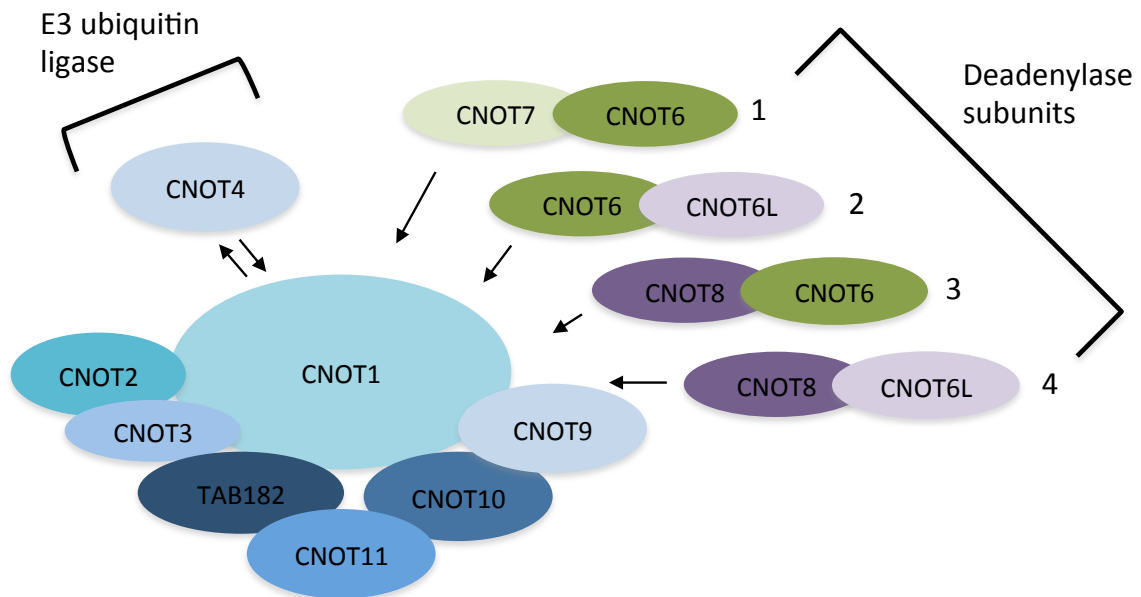 E3 ubiquitin
ligase
Deadenylase
subunits
CNOT7
CNOT6
1
CNOT4
CNOT6
CNOT6L
2
CNOT8
CNOT6
3
CNOT1
CNOT2
CNOT8
CNOT6L
4
CNOT3
CNOT9
TAB182
CNOT10
CNOT11